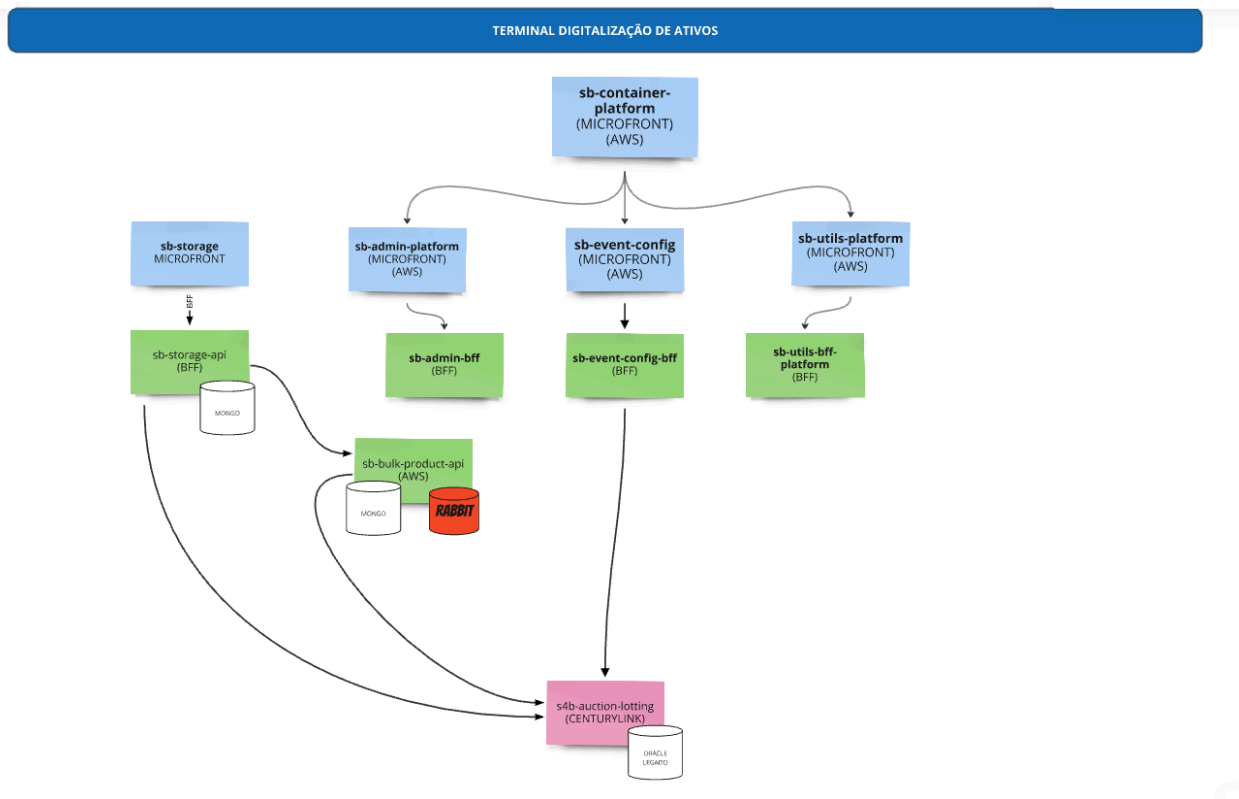 TERMINAL DIGITALIZAÇÃO DE ATIVOS
sb-container-
platform
(MICROFRONT)
(AWS)
sb-storage
MICROFRONT
sb-admin-platform
(MICROFRONT)
(AWS)
sb-event-config
(MICROFRONT)
(AWS)
sb-utils-platform
(MICROFRONT)
(AWS)
BFF
sb-storage-api
(BFF)
MONGO
sb-admin-bff
(BFF)
sb-event-config-bff
(BFF)
sb-utils-bff-
platform
(BFF)
sb-bulk-product-api
(AWS)
MONGO
RABBIT
s4b-auction-lotting
(CENTURYLINK)
ORACLE
LEGADO